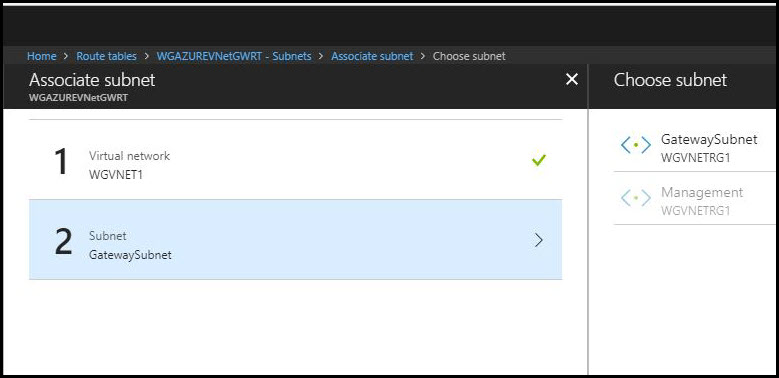 Home > Route tables > WGAZUREVNetGWRT - Subnets > Associate subnet > Choose subnet
Associate subnet
WGAZUREVNetGWRT
1
Virtual network
WGVNET1
2
Subnet
GatewaySubnet
Choose subnet
GatewaySubnet
WGVNETRG1
Management
WGVNETRG1